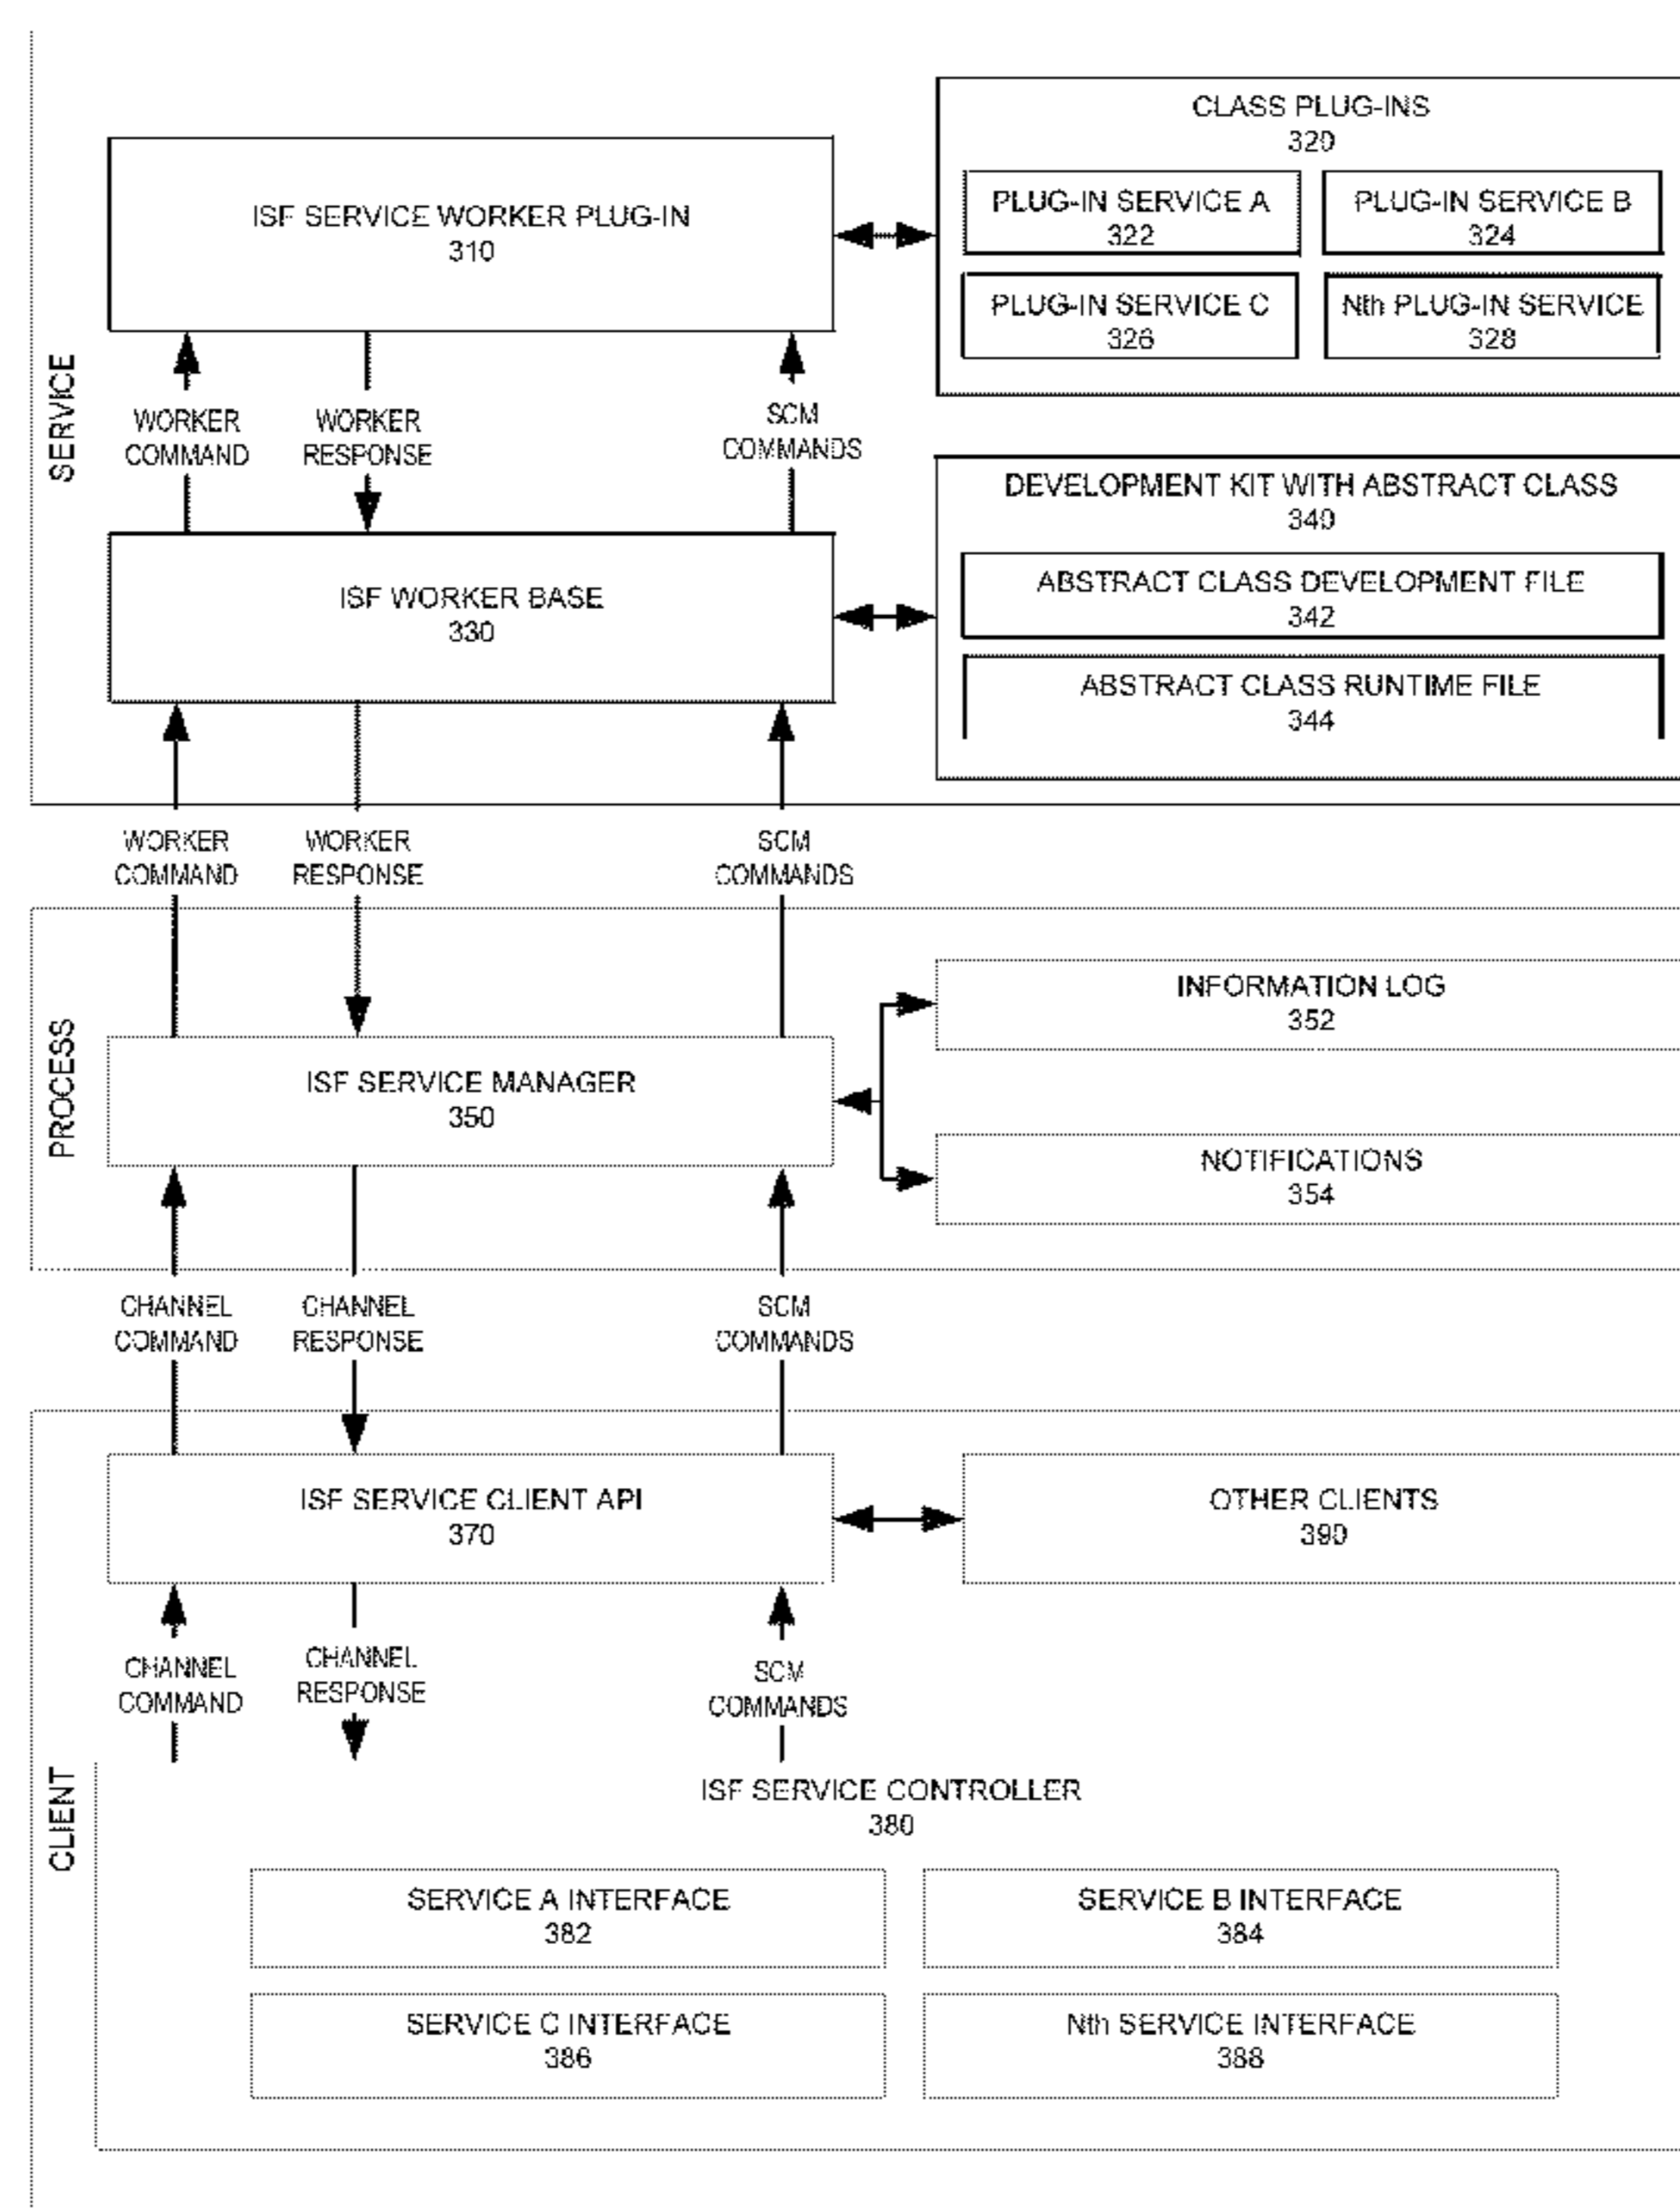 CLASS PLUG-INS
320
ISF SERVICE WORKER PLUG-IN
310
PLUG-IN SERVICE A
322
PLUG-IN SERVICE B
324
PLUG-IN SERVICE C
326
Nth PLUG-IN SERVICE
328
SERVICE
WORKER
COMMAND
WORKER
RESPONSE
SCM
COMMANDS
DEVELOPMENT KIT WITH ABSTRACT CLASS
340
ISF WORKER BASE
330
ABSTRACT CLASS DEVELOPMENT FILE
342
ABSTRACT CLASS RUNTIME FILE
344
WORKER
COMMAND
WORKER
RESPONSE
SCM
COMMANDS
PROCESS
INFORMATION LOG
352
ISF SERVICE MANAGER
350
NOTIFICATIONS
354
CHANNEL
COMMAND
CHANNEL
RESPONSE
SCM
COMMANDS
ISF SERVICE CLIENT API
370
OTHER CLIENTS
390
CHANNEL
COMMAND
CHANNEL
RESPONSE
SCM
COMMANDS
CLIENT
ISF SERVICE CONTROLLER
380
SERVICE A INTERFACE
382
SERVICE B INTERFACE
384
SERVICE C INTERFACE
386
Nth SERVICE INTERFACE
388